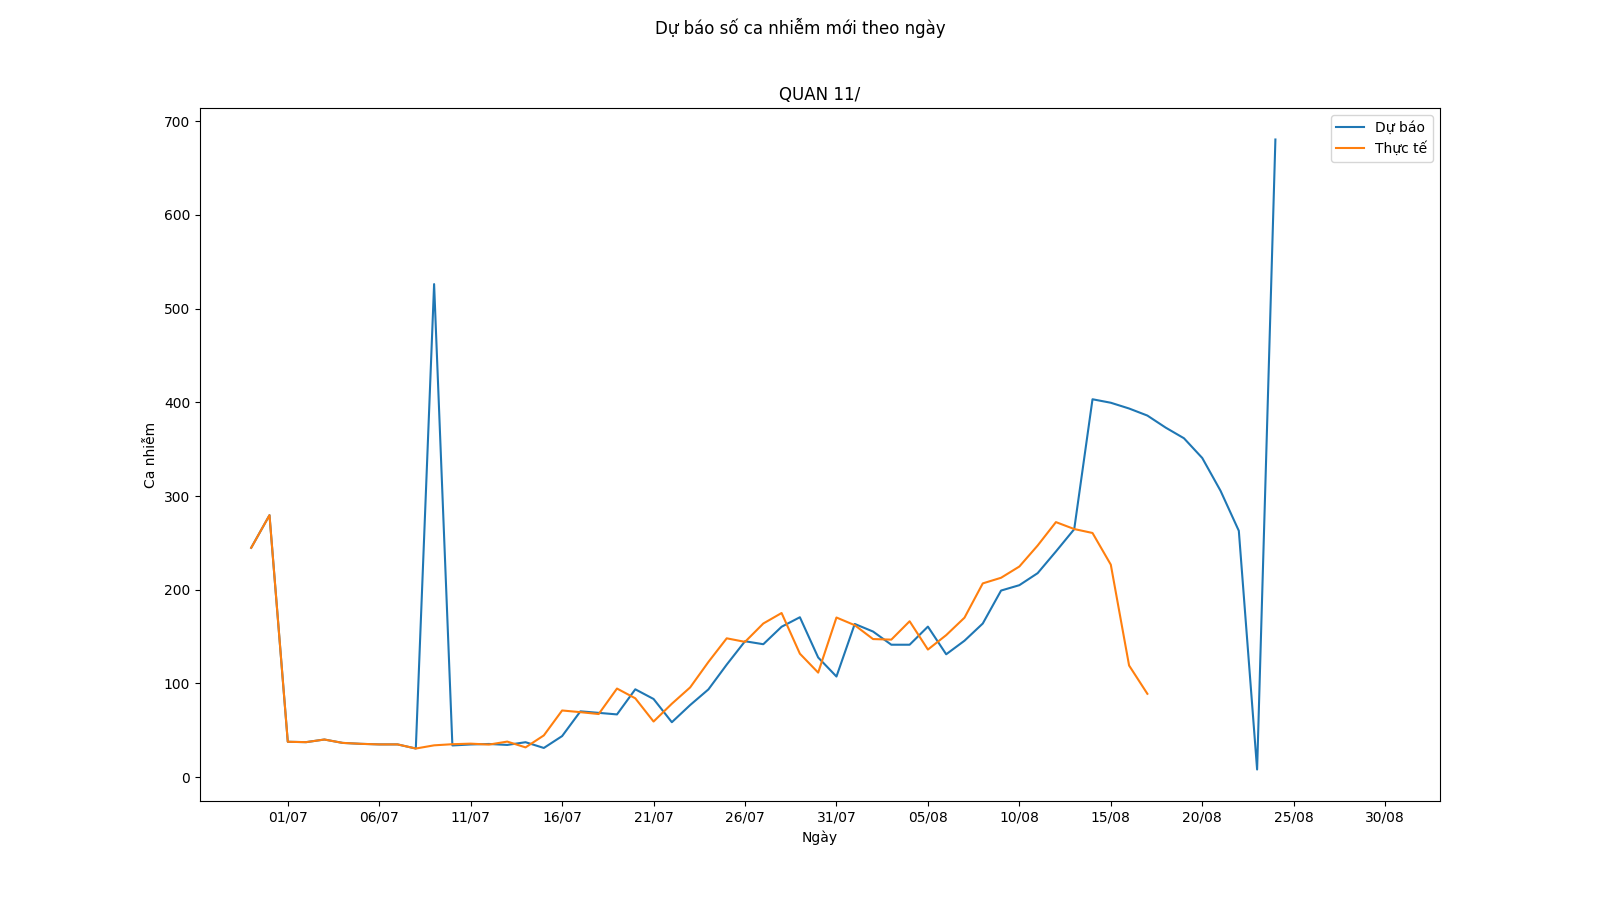 Dự báo số ca nhiễm mới theo ngày
QUAN 11/
Dự báo
Thực tế
700
600
500
400
300
200
100
0
Ca nhiễm
01/07 06/07 11/07 16/07 21/07 26/07 31/07 05/08 10/08 15/08 20/08 25/08 30/08
Ngày